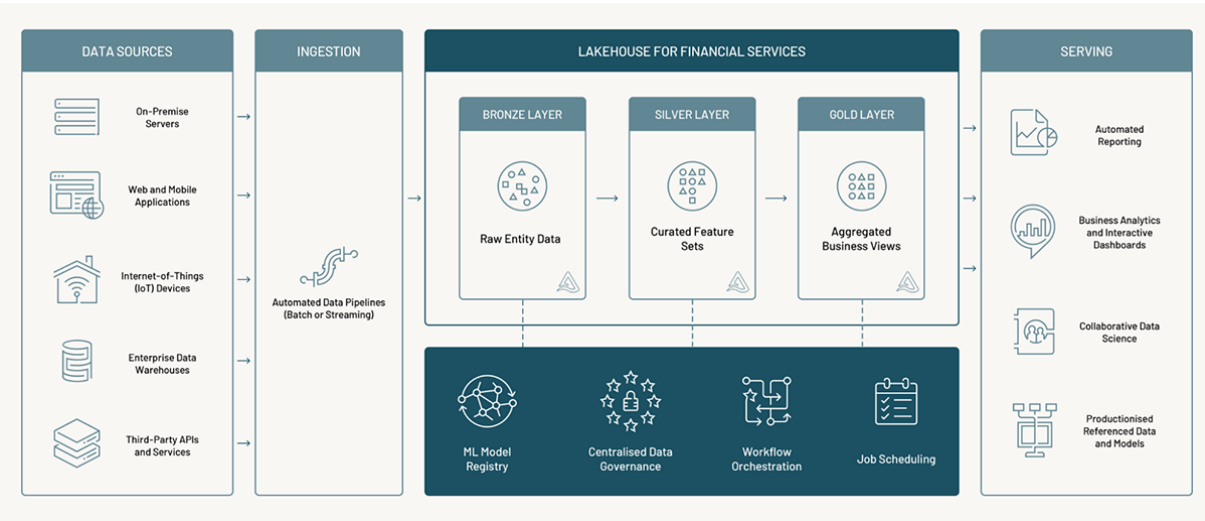 DATA SOURCES
On-Premise
Servers
Web and Mobile
Applications
Internet-of-Things
(IoT) Devices
Enterprise Data
Warehouses
Third-Party APIs
and Services
INGESTION
Automated Data Pipelines
(Batch or Streaming)
LAKEHOUSE FOR FINANCIAL SERVICES
BRONZE LAYER
Raw Entity Data
SILVER LAYER
Curated Feature
Sets
GOLD LAYER
Aggregated
Business Views
ML Model
Registry
Centralised Data
Governance
Workflow
Orchestration
Job Scheduling
SERVING
Automated
Reporting
Business Analytics
and Interactive
Dashboards
Collaborative Data
Science
Productionised
Referenced Data
and Models